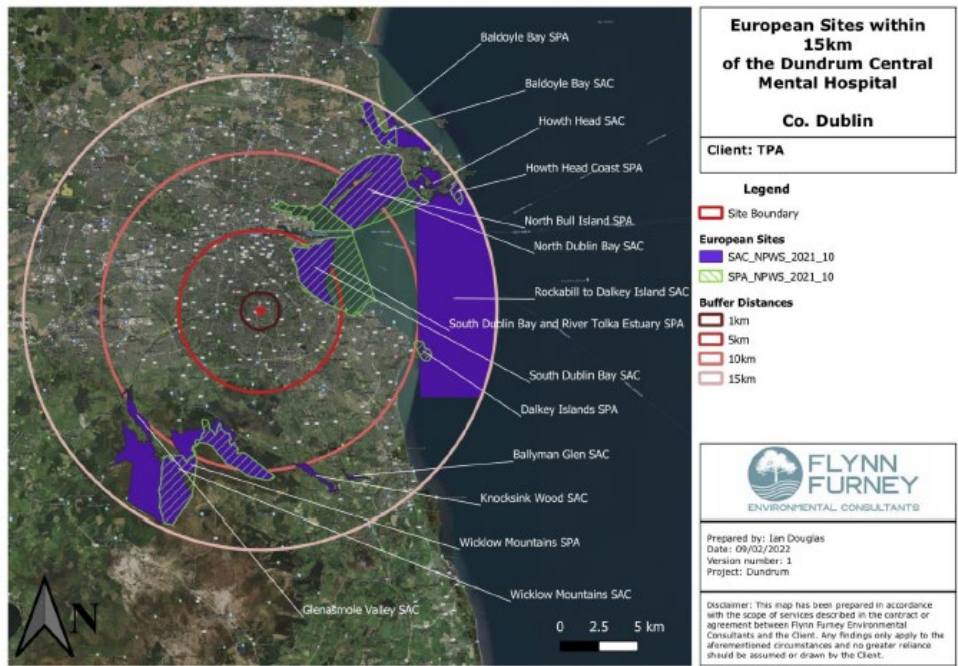 Baldoyle Bay SPA
Baldoyle Bay SAC
Howth Head SAC
Howth Head Coast SPA
North Bull Island SPA
North Dublin Bay SAC
Rockabill to Dalkey Island SAC
South Dublin Bay and River Tolka Estuary SPA
South Dublin Bay SAC
Dalkey Islands SPA
Ballyman Glen SAC
Knocksink Wood SAC
Wicklow Mountains SPA
Wicklow Mountains SAC
Glenasmole Valley SAC
N
0 2.5 5 km
European Sites within
15km
of the Dundrum Central
Mental Hospital
Co. Dublin
Client: TPA
Legend
Site Boundary
European Sites
SAC_NPWS_2021_10
SPA_NPWS_2021_10
Buffer Distances
1km
5km
10km
15km
FLYNN
FURNEY
ENVIRONMENTAL CONSULTANTS
Prepared by: Ian Douglas
Date: 09/02/2022
Version number: 1
Project: Dundrum
Disclaimer: This map has been prepared in accordance
with the scope of services described in the contract or
agreement between Flynn Furney Environmental
Consultants and the Client. Any findings only apply to the
aforementioned circumstances and no greater reliance
should be assumed or drawn by the Client.